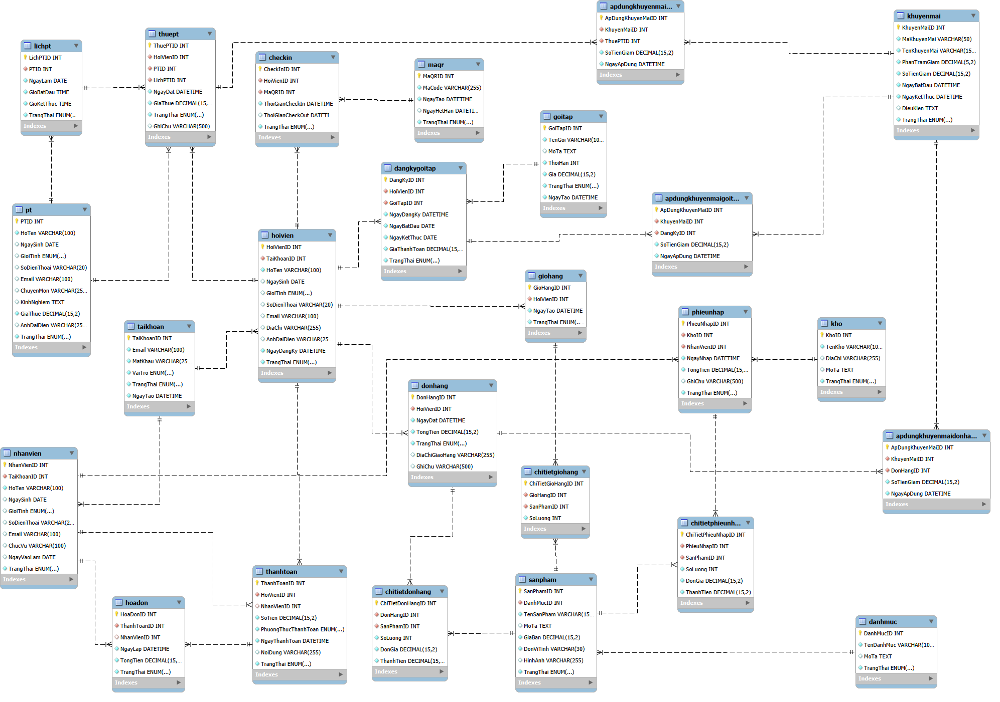 lichpt
LichPTID INT
PTID INT
NgayLam DATE
GioBatDau TIME
GioKetThuc TIME
TrangThai ENUM(..…
Indexes
thuept
ThuePTID INT
HoiVienID INT
PTID INT
LichPTID INT
NgayDat DATETIME
GiaThue DECIMAL(15,...
TrangThai ENUM(...)
GhiChu VARCHAR(500)
Indexes
checkin
CheckInID INT
HoiVienID INT
MaQRID INT
ThoiGianCheckIn DATETIME
ThoiGianCheckOut DATETI...
TrangThai ENUM(...)
Indexes
maqr
MaQRID INT
MaCode VARCHAR(255)
NgayTao DATETIME
NgayHetHan DATETI...
TrangThai ENUM(...)
Indexes
apdungkhuyenmai...
ApDungKhuyenMaiID INT
KhuyenMaiID INT
ThuePTID INT
SoTienGiam DECIMAL(15,2)
NgayApDung DATETIME
Indexes
khuyenmai
KhuyenMaiID INT
MaKhuyenMai VARCHAR(50)
TenKhuyenMai VARCHAR(15...
PhanTramGiam DECIMAL(5,2)
SoTienGiam DECIMAL(15,2)
NgayBatDau DATETIME
NgayKetThuc DATETIME
DieuKien TEXT
TrangThai ENUM(...)
Indexes
goitap
GoiTapID INT
TenGoi VARCHAR(10...
MoTa TEXT
ThoiHan INT
Gia DECIMAL(15,2)
TrangThai ENUM(...)
NgayTao DATETIME
Indexes
dangkygoitap
DangKyID INT
HoiVienID INT
GoiTapID INT
NgayDangKy DATETIME
NgayBatDau DATE
NgayKetThuc DATE
GiaThanhToan DECIMAL(15,...
TrangThai ENUM(...)
Indexes
apdungkhuyenmaigoit...
ApDungKhuyenMaiID INT
KhuyenMaiID INT
DangKyID INT
SoTienGiam DECIMAL(15,2)
NgayApDung DATETIME
Indexes
pt
PTID INT
HoTen VARCHAR(100)
NgaySinh DATE
GioiTinh ENUM(...)
SoDienThoai VARCHAR(20)
Email VARCHAR(100)
ChuyenMon VARCHAR(25...
KinhNghiem TEXT
GiaThue DECIMAL(15,2)
AnhDaiDien VARCHAR(25...
TrangThai ENUM(...)
Indexes
hoivien
HoiVienID INT
TaiKhoanID INT
HoTen VARCHAR(100)
NgaySinh DATE
GioiTinh ENUM(...)
SoDienThoai VARCHAR(20)
Email VARCHAR(100)
DiaChi VARCHAR(255)
AnhDaiDien VARCHAR(25...
NgayDangKy DATETIME
TrangThai ENUM(...)
Indexes
giohang
GioHangID INT
HoiVienID INT
NgayTao DATETIME
TrangThai ENUM(..…
Indexes
phieunhap
PhieuNhapID INT
KhoID INT
NhanVienID INT
NgayNhap DATETIME
TongTien DECIMAL(15,...
GhiChu VARCHAR(500)
TrangThai ENUM(...)
Indexes
kho
KhoID INT
TenKho VARCHAR(10...
DiaChi VARCHAR(255)
MoTa TEXT
TrangThai ENUM(...)
Indexes
taikhoan
TaiKhoanID INT
Email VARCHAR(100)
MatKhau VARCHAR(25...
VaiTro ENUM(...)
TrangThai ENUM(...)
NgayTao DATETIME
Indexes
donhang
DonHangID INT
HoiVienID INT
NgayDat DATETIME
TongTien DECIMAL(15,2)
TrangThai ENUM(...)
DiaChiGiaoHang VARCHAR(255)
GhiChu VARCHAR(500)
Indexes
apdungkhuyenmaidonha...
ApDungKhuyenMaiID INT
KhuyenMaiID INT
DonHangID INT
SoTienGiam DECIMAL(15,2)
NgayApDung DATETIME
Indexes
nhanvien
NhanVienID INT
TaiKhoanID INT
HoTen VARCHAR(100)
NgaySinh DATE
GioiTinh ENUM(...)
SoDienThoai VARCHAR(2...
Email VARCHAR(100)
ChucVu VARCHAR(100)
NgayVaoLam DATE
TrangThai ENUM(...)
Indexes
chitietgiohang
ChiTietGioHangID INT
GioHangID INT
SanPhamID INT
SoLuong INT
Indexes
chitietphieunh...
ChiTietPhieuNhapID INT
PhieuNhapID INT
SanPhamID INT
SoLuong INT
DonGia DECIMAL(15,2)
ThanhTien DECIMAL(15,2)
Indexes
hoadon
HoaDonID INT
ThanhToanID INT
NhanVienID INT
NgayLap DATETIME
TongTien DECIMAL(15,...
TrangThai ENUM(...)
Indexes
thanhtoan
ThanhToanID INT
HoiVienID INT
NhanVienID INT
SoTien DECIMAL(15,2)
PhuongThucThanhToan ENUM(...)
NgayThanhToan DATETIME
NoiDung VARCHAR(255)
TrangThai ENUM(...)
Indexes
chitietdonhang
ChiTietDonHangID INT
DonHangID INT
SanPhamID INT
SoLuong INT
DonGia DECIMAL(15,2)
ThanhTien DECIMAL(15,...
Indexes
sanpham
SanPhamID INT
DanhMucID INT
TenSanPham VARCHAR(15...
MoTa TEXT
GiaBan DECIMAL(15,2)
DonViTinh VARCHAR(30)
HinhAnh VARCHAR(255)
TrangThai ENUM(...)
Indexes
danhmuc
DanhMucID INT
TenDanhMuc VARCHAR(10...
MoTa TEXT
TrangThai ENUM(...)
Indexes